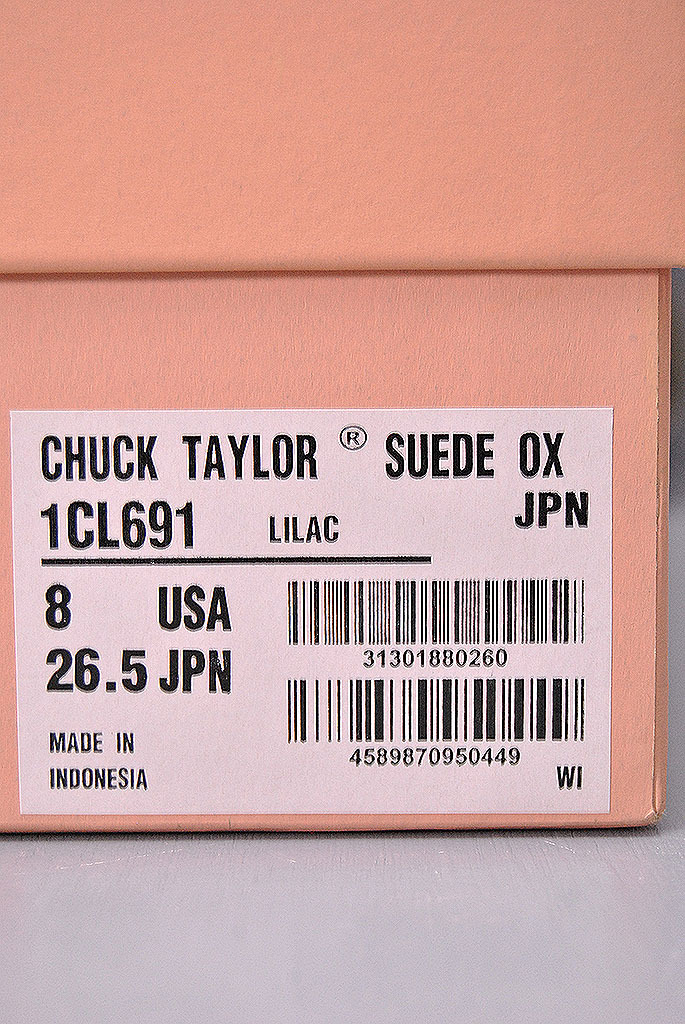 CHUCK TAYLOR ® SUEDE OX
1CL691 LILAC JPN
8 USA
26.5 JPN
31301880260
4589870950449
MADE IN
INDONESIA
WI